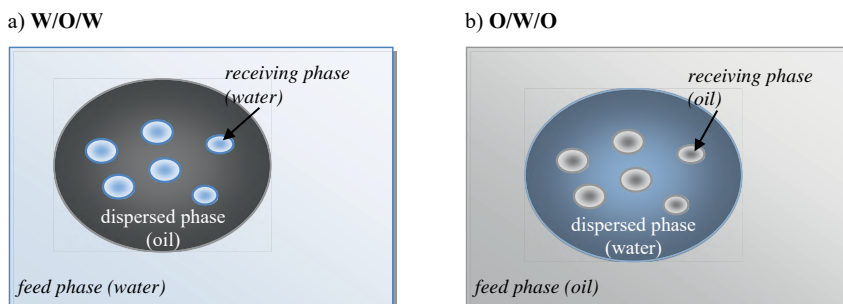 a) W/O/W
receiving phase
(water)
dispersed phase
(oil)
feed phase (water)
b) O/W/O
receiving phase
(oil)
dispersed phase
(water)
feed phase (oil)